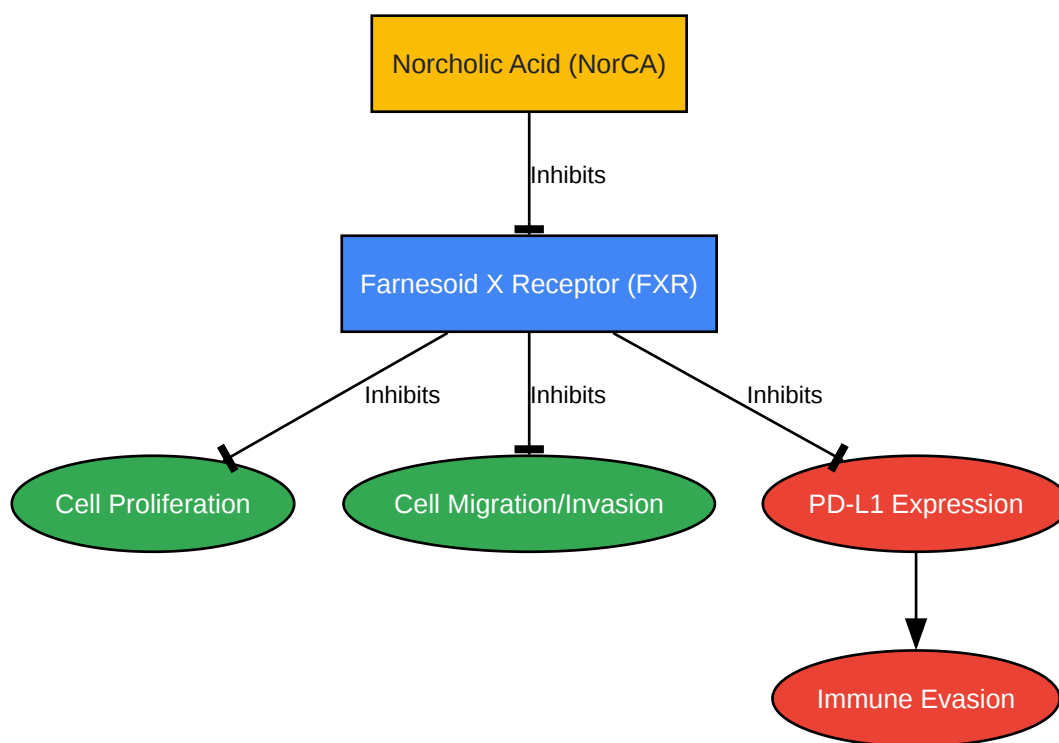 Norcholic Acid (NorCA)
Inhibits
Farnesoid X Receptor (FXR)
Inhibits
Inhibits
Inhibits
Cell Proliferation
Cell Migration/Invasion
PD-L1 Expression
Immune Evasion